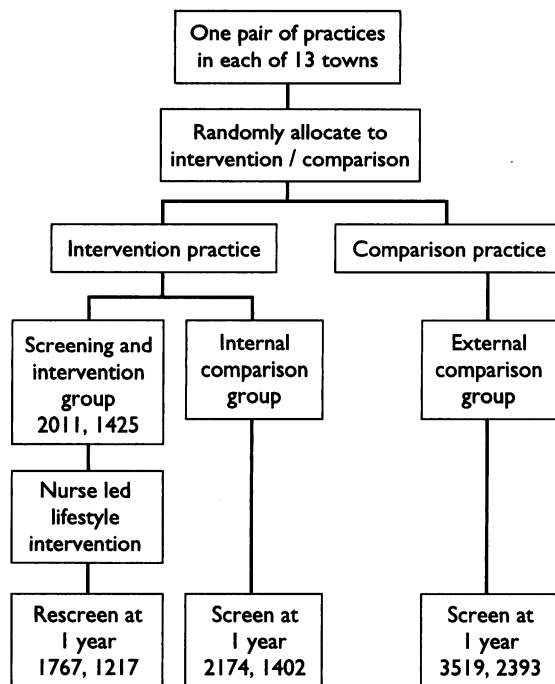 One pair of practices
in each of 13 towns
Randomly allocate to
intervention / comparison
Intervention practice
Comparison practice
Screening and
intervention
group
2011, 1425
Internal
comparison
group
External
comparison
group
Nurse led
lifestyle
intervention
Rescreen at
1 year
1767, 1217
Screen at
1 year
2174, 1402
Screen at
1 year
3519, 2393